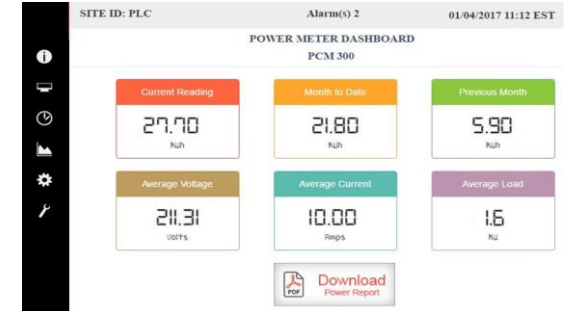 SITE ID: PLC Alarm(s) 2 01/04/2017 11:12 EST
POWER METER DASHBOARD
PCM 300
Current Reading Month to Date Previous Month
27.70 21.80 5.90
Kwh Kwh Kwh
Average Voltage Average Current Average Load
211.31 10.00 1.6
Volts Amps Kw
PDF
Download
Power Report